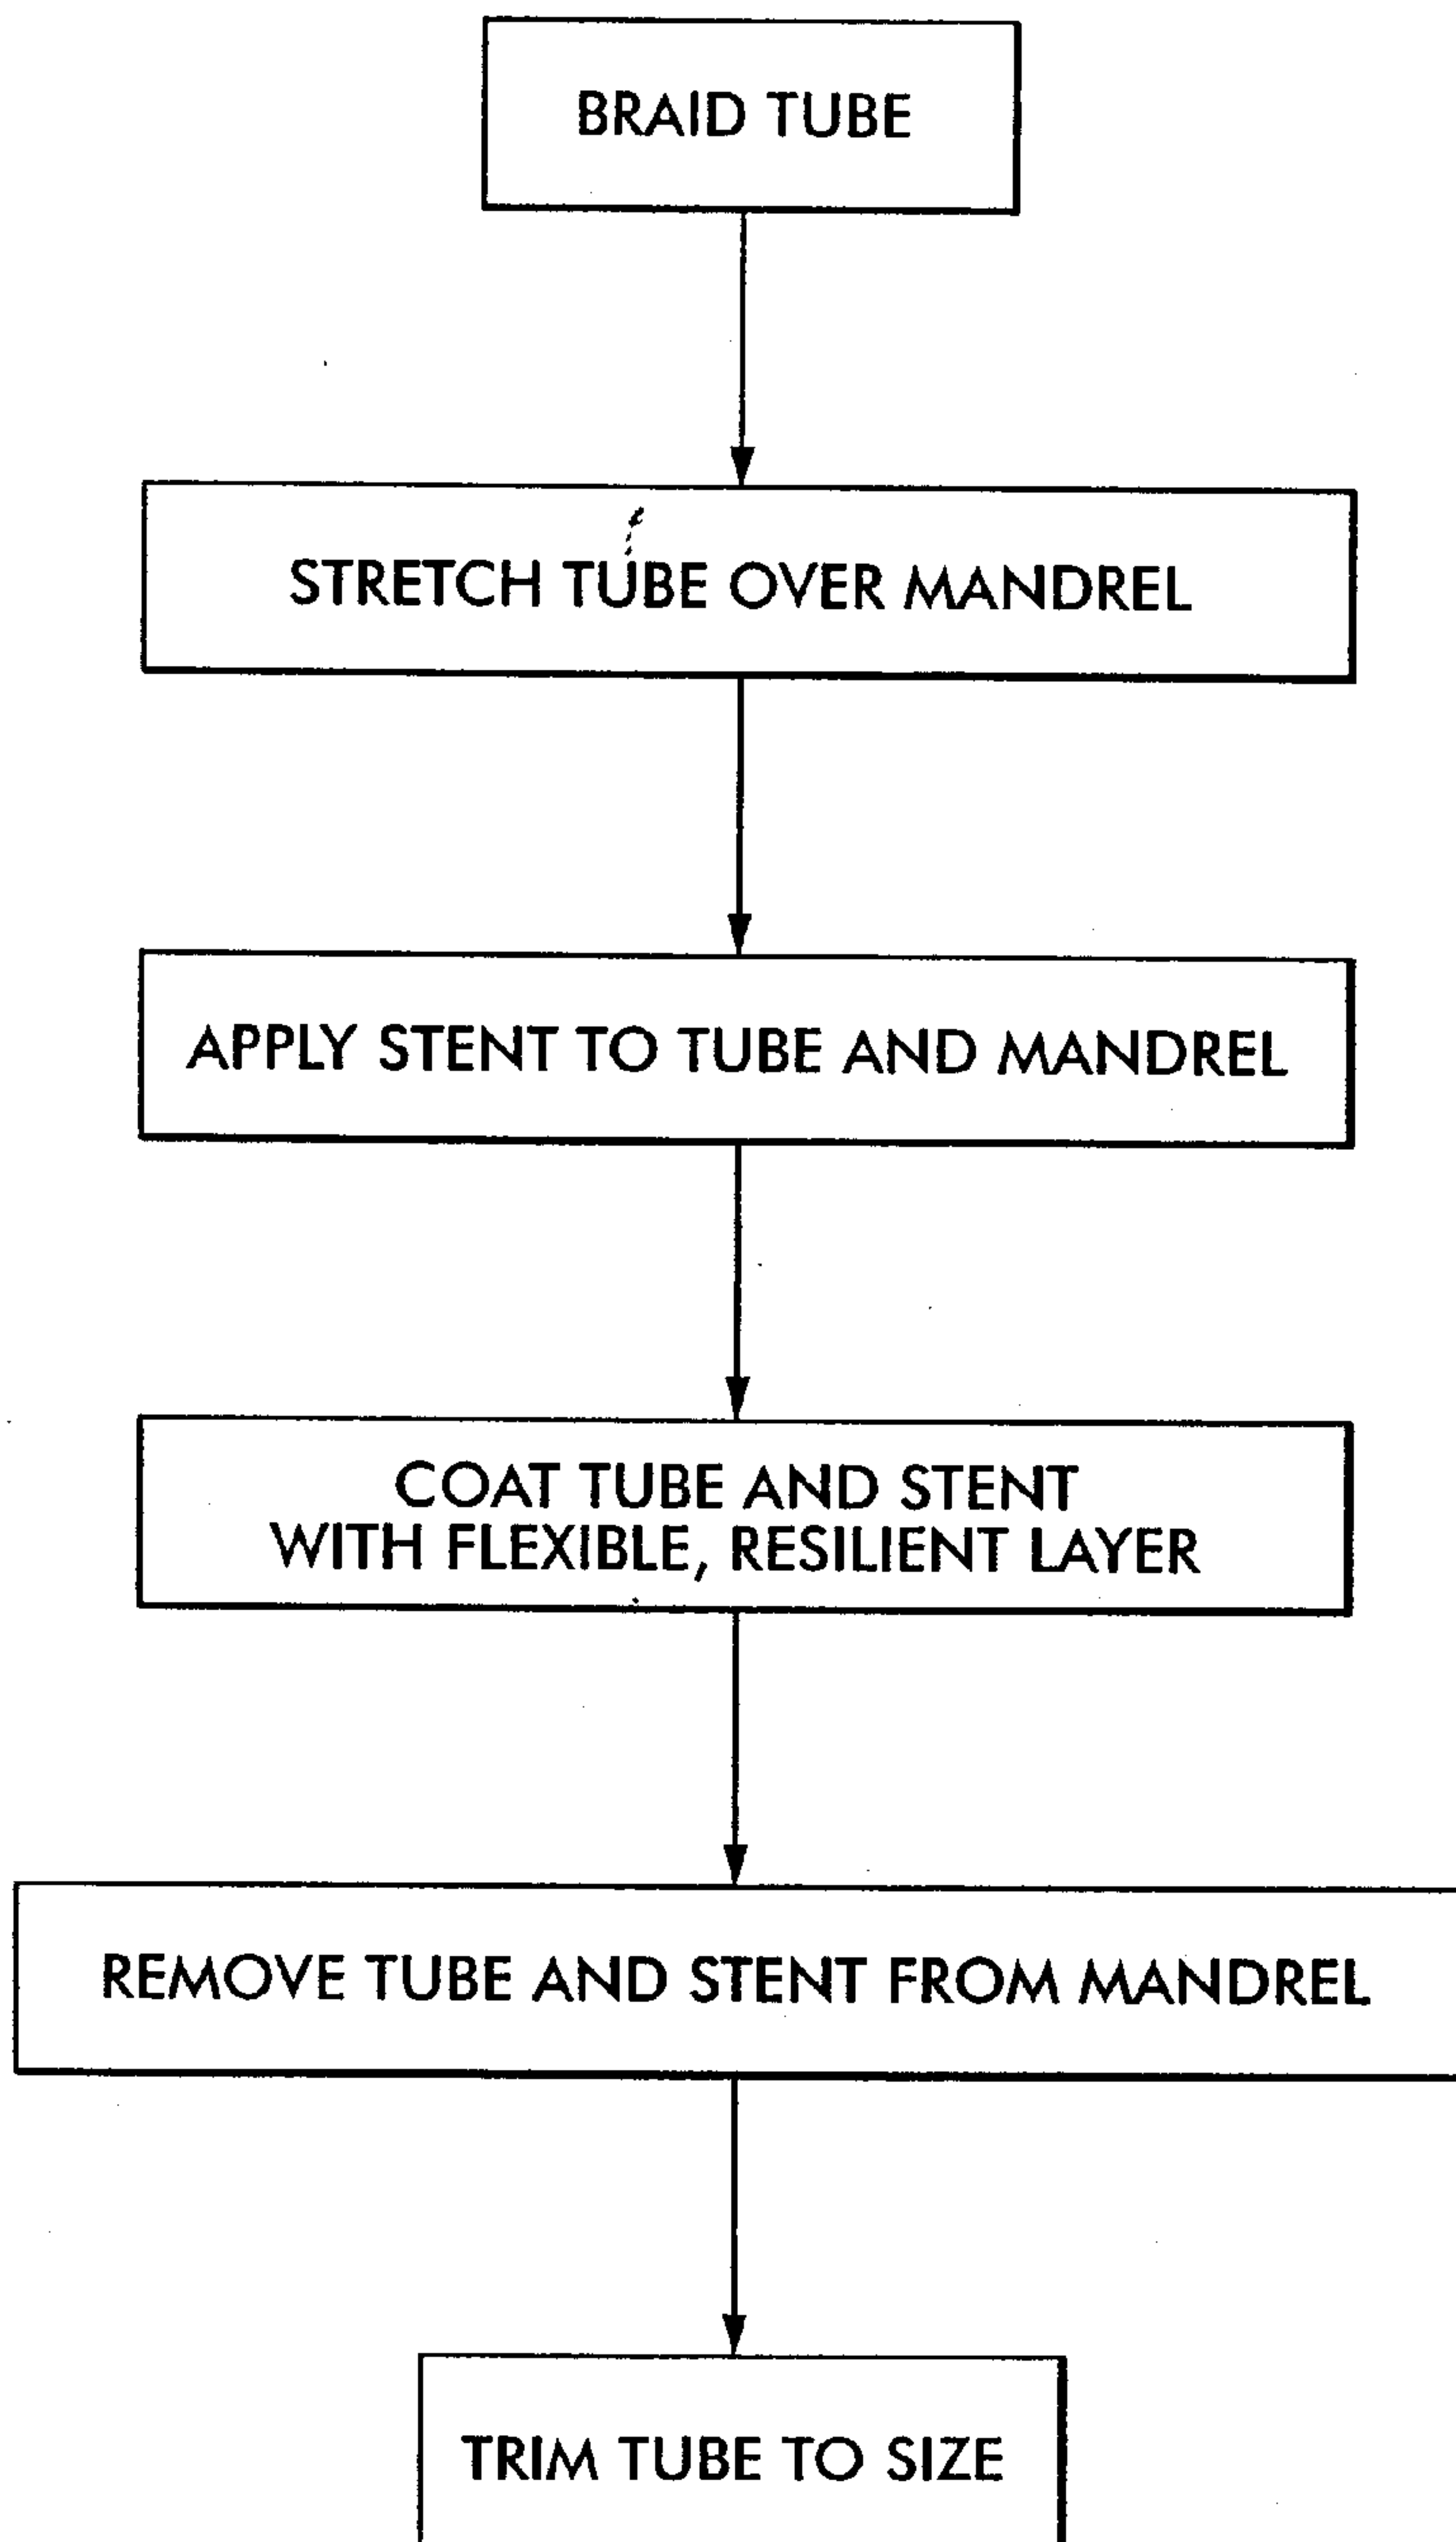 BRAID TUBE
STRETCH TUBE OVER MANDREL
APPLY STENT TO TUBE AND MANDREL
COAT TUBE AND STENT
WITH FLEXIBLE, RESILIENT LAYER
REMOVE TUBE AND STENT FROM MANDREL
TRIM TUBE TO SIZE